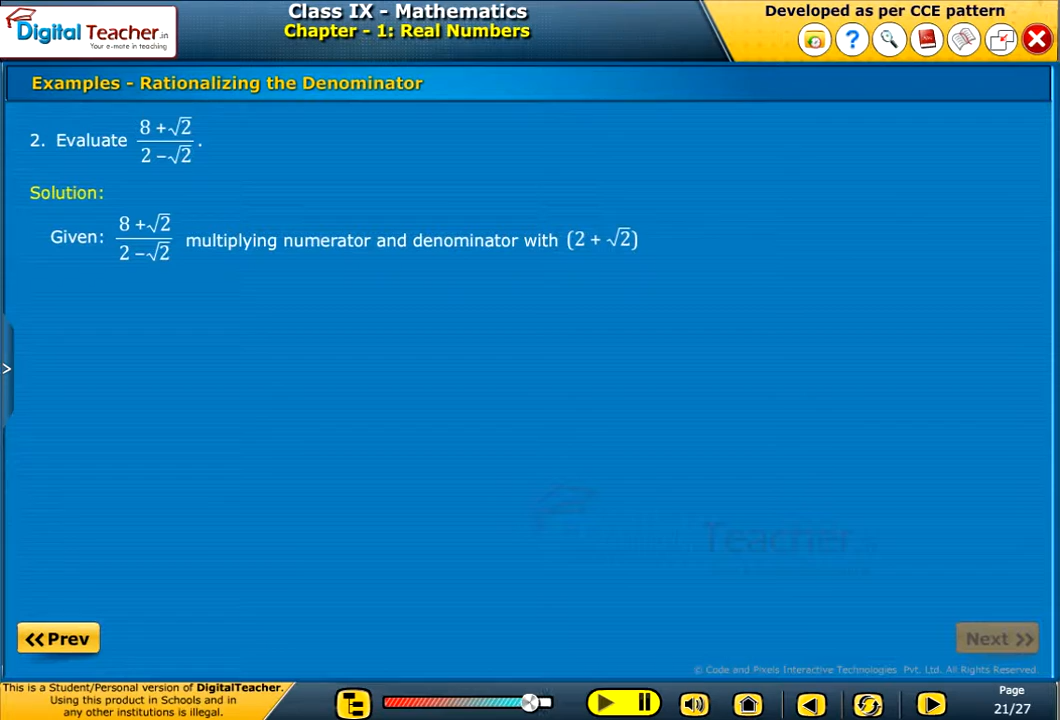 Digital Teacher.in
Your e-mate in teaching
Class IX - Mathematics
Chapter - 1: Real Numbers
Developed as per CCE pattern
Examples - Rationalizing the Denominator
2. Evaluate (8 + √2)/(2 − √2).
Solution:
Given: (8 + √2)/(2 − √2) multiplying numerator and denominator with (2 + √2)
Teacher
<< Prev
Next >>
© Code and Pixels Interactive Technologies Pvt. Ltd. All Rights Reserved.
This is a Student/Personal version of DigitalTeacher.
Using this product in Schools and in
any other institutions is illegal.
Page
21/27